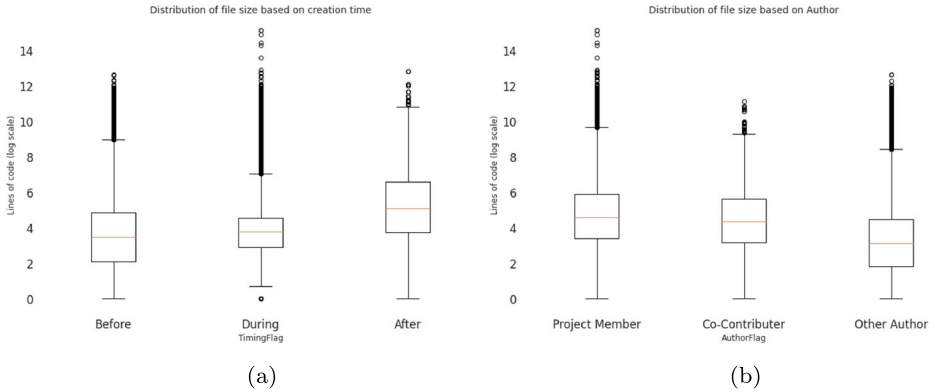 Distribution of file size based on creation time
Lines of code (log scale)
14
12
10
8
6
4
2
0
Before
During
After
TimingFlag
(a)
Distribution of file size based on Author
Lines of code (log scale)
14
12
10
8
6
4
2
0
Project Member
Co-Contributer
Other Author
AuthorFlag
(b)